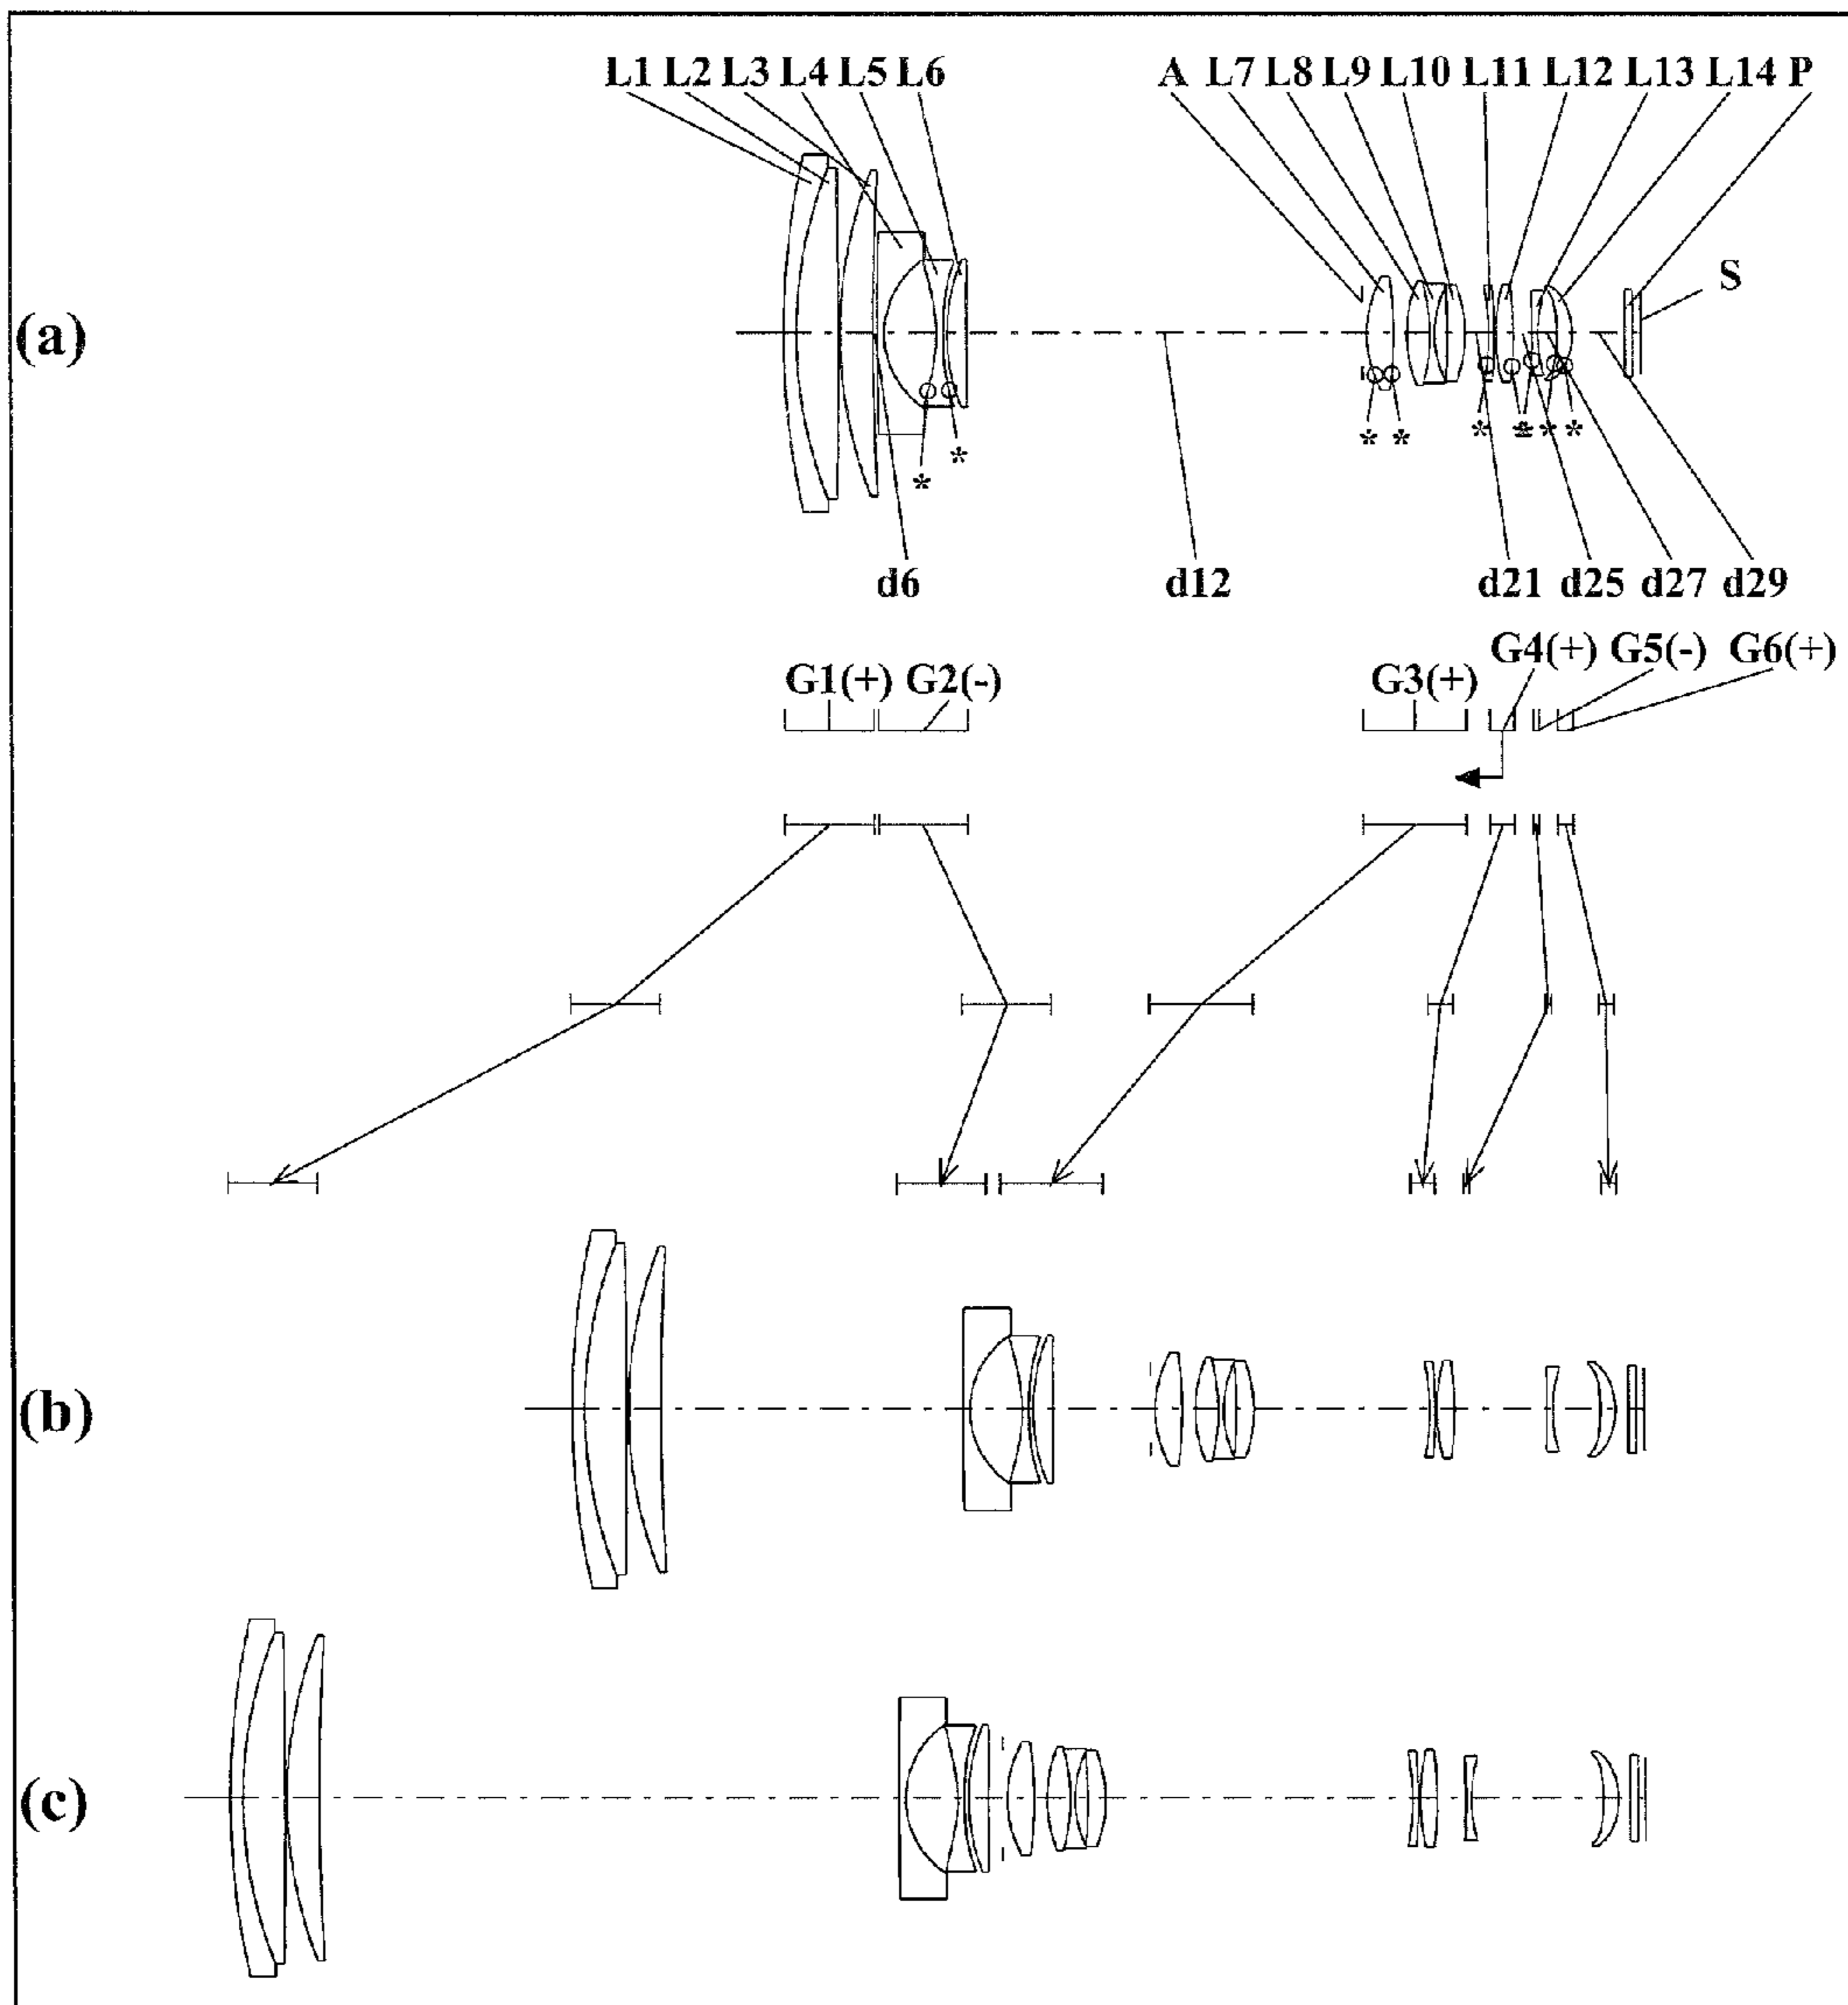 L1 L2 L3 L4 L5 L6 A L7 L8 L9 L10 L11 L12 L13 L14 P
S
(a)
* * * * * * * *
d6 d12 d21 d25 d27 d29
G4(+) G5(-) G6(+)
G1(+) G2(-) G3(+)
(b)
(c)